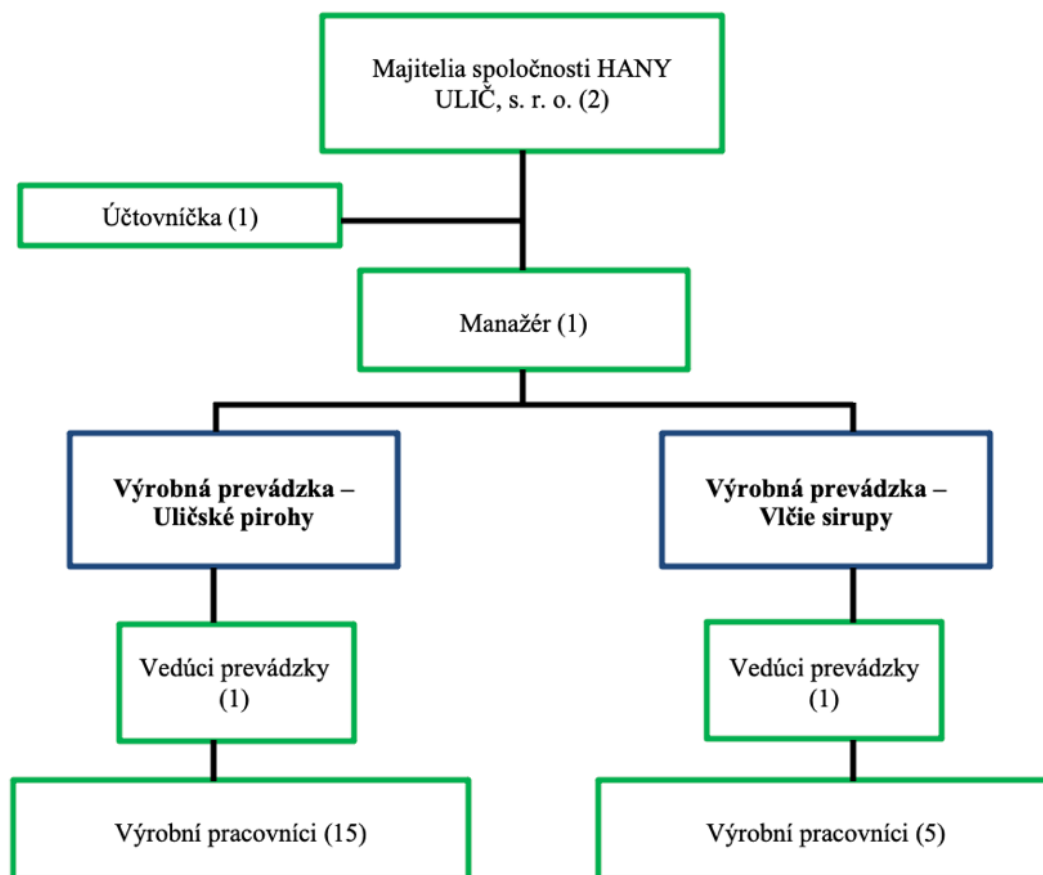 Majitelia spoločnosti HANY
ULIČ, s. r. o. (2)
Účtovníčka (1)
Manažér (1)
Výrobná prevádzka –
Uličské pirohy
Výrobná prevádzka –
Vlčie sirupy
Vedúci prevádzky
(1)
Vedúci prevádzky
(1)
Výrobní pracovníci (15)
Výrobní pracovníci (5)